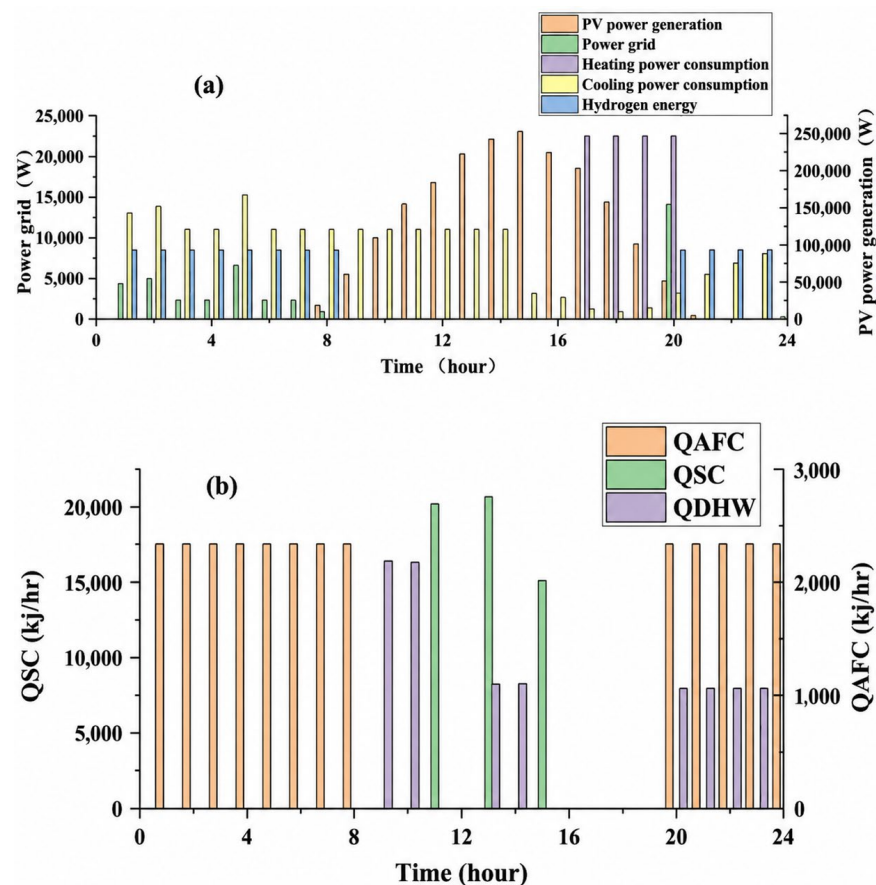 PV power generation
Power grid
Heating power consumption
Cooling power consumption
Hydrogen energy
(a)
Power grid（W）
25,000
20,000
15,000
10,000
5,000
0
PV power generation（W）
250,000
200,000
150,000
100,000
50,000
0
0 4 8 12 16 20 24
Time （hour）
QAFC
QSC
QDHW
(b)
QSC (kj/hr)
20,000
15,000
10,000
5,000
0
QAFC (kj/hr)
3,000
2,000
1,000
0
0 4 8 12 16 20 24
Time (hour)